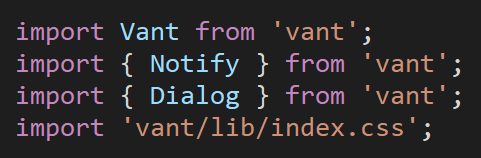 import Vant from 'vant';
import { Notify } from 'vant';
import { Dialog } from 'vant';
import 'vant/lib/index.css';